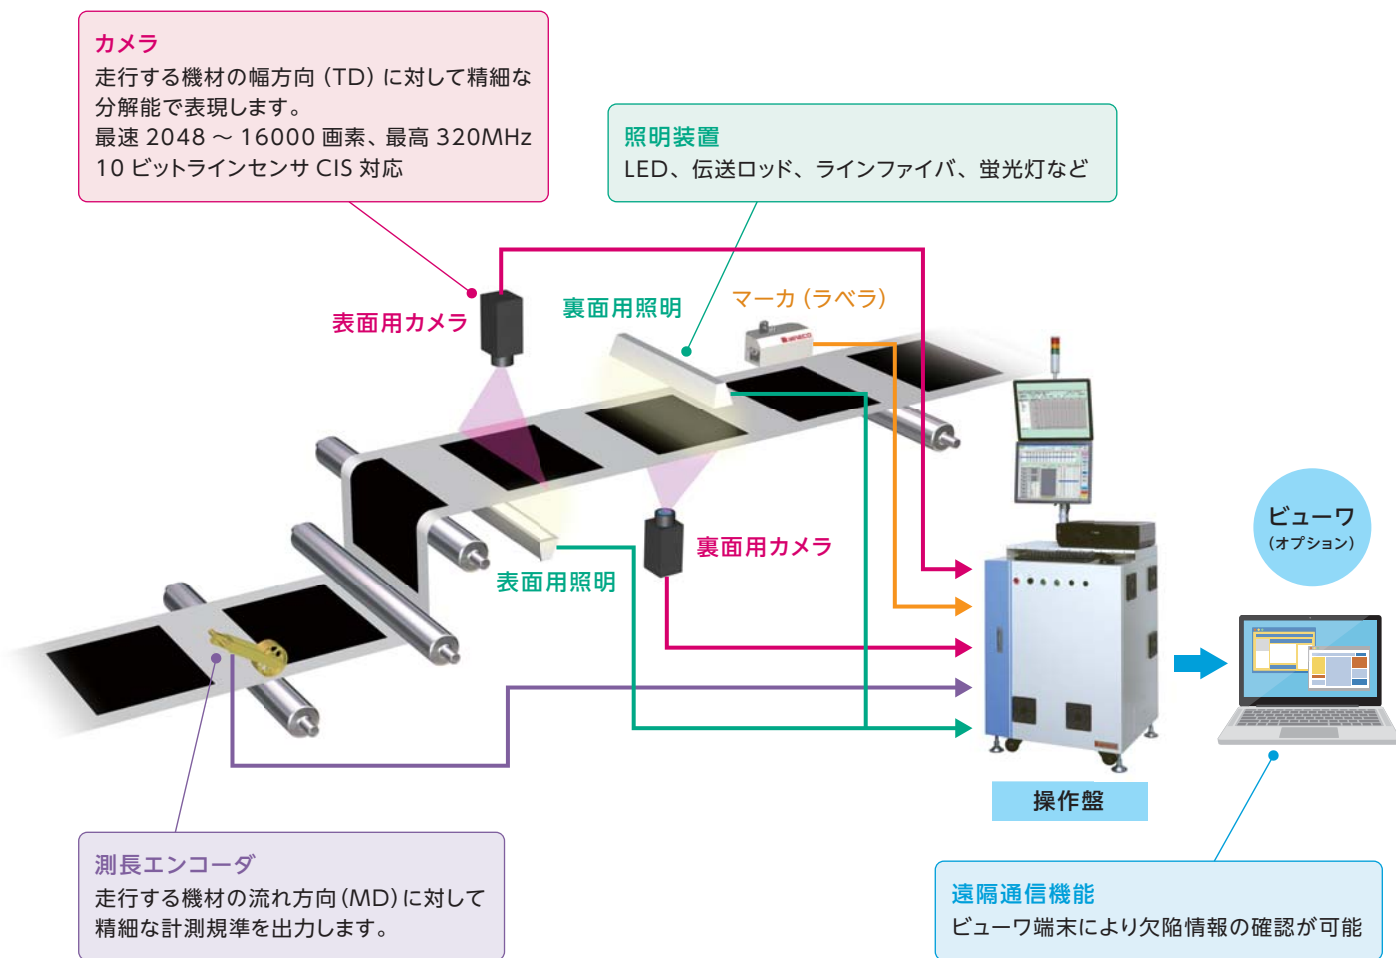 カメラ
走行する機材の幅方向（TD）に対して精細な
分解能で表現します。
最速 2048 ～ 16000 画素、最高 320MHz
10 ビットラインセンサ CIS 対応
照明装置
LED、伝送ロッド、ラインファイバ、蛍光灯など
表面用カメラ
裏面用照明
マーカ（ラベラ）
裏面用カメラ
表面用照明
ビューワ
（オプション）
操作盤
測長エンコーダ
走行する機材の流れ方向（MD）に対して
精細な計測規準を出力します。
遠隔通信機能
ビューワ端末により欠陥情報の確認が可能